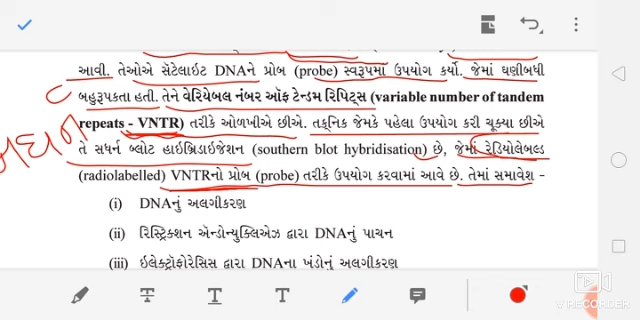 આવી. તેઓએ સેટેલાઇટ DNAને પ્રોબ (probe) સ્વરૂપમાં ઉપયોગ કર્યો. જેમાં ઘણીબધી
બહુરૂપકતા હતી. તેને વેરિયેબલ નંબર ઑફ ટેન્ડમ રિપિટ્સ (variable number of tandem
repeats - VNTR) તરીકે ઓળખીએ છીએ. તકનિક જેમકે પહેલા ઉપયોગ કરી ચૂક્યા છીએ
તે સધર્ન બ્લોટ હાઇબ્રિડાઇજેશન (southern blot hybridisation) છે, જેમાં રેડિયોલેબલ્ડ
(radiolabelled) VNTRનો પ્રોબ (probe) તરીકે ઉપયોગ કરવામાં આવે છે. તેમાં સમાવેશ -
(i) DNAનું અલગીકરણ
(ii) રિસ્ટ્રિક્શન ઍન્ડોન્યુક્લિએઝ દ્વારા DNAનું પાચન
(iii) ઇલેક્ટ્રૉફોરેસિસ દ્વારા DNAના ખંડોનું અલગીકરણ
T T
V RECORDER